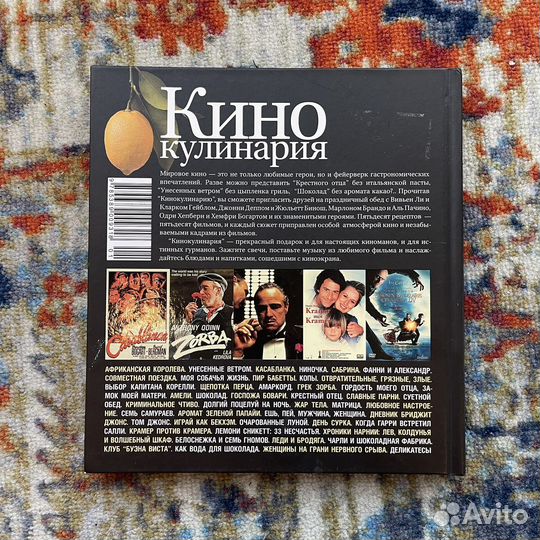 Кино
кулинария
Мировое кино — это не только любимые герои, но и фейерверк гастрономических
впечатлений. Разве можно представить "Крестного отца" без итальянской пасты,
"Унесенных ветром" без цыпленка гриль, "Шоколад" без аромата какао?.. Прочитав
"Кинокулинарию", вы сможете пригласить друзей на праздничный обед с Вивьен Ли и
Кларком Гейблом, Джонни Деппом и Жюльетт Бинош, Марлоном Брандо и Аль Пачино,
Одри Хепберн и Хемфри Богартом и их знаменитыми героями. Пятьдесят рецептов —
пятьдесят фильмов, и каждый сюжет приправлен особой атмосферой кино и незабы-
ваемыми кадрами из фильмов.
"Кинокулинария" — прекрасный подарок и для настоящих киноманов, и для ис-
тинных гурманов. Зажгите свечи, поставьте музыку из любимого фильма и наслаж-
дайтесь блюдами и напитками, сошедшими с киноэкрана.
Casablanca
BOGART BERGMAN
ANTHONY QUINN
ZORBA
LILA
KEDROVA
Kramer
Kramer
АФРИКАНСКАЯ КОРОЛЕВА. УНЕСЕННЫЕ ВЕТРОМ. КАСАБЛАНКА. НИНОЧКА. САБРИНА. ФАННИ И АЛЕКСАНДР.
СОВМЕСТНАЯ ПОЕЗДКА. МОЯ СОБАЧЬЯ ЖИЗНЬ. ПИР БАБЕТТЫ. КОПЫ. ОТВРАТИТЕЛЬНЫЕ, ГРЯЗНЫЕ, ЗЛЫЕ.
ВЫБОР КАПИТАНА КОРЕЛЛИ. ЩЕПОТКА ПЕРЦА. АМАРКОРД. ГРЕК ЗОРБА. ГОРДОСТЬ МОЕГО ОТЦА. ЗА-
МОК МОЕЙ МАТЕРИ. АМЕЛИ. ШОКОЛАД. ГОСПОЖА БОВАРИ. КРЕСТНЫЙ ОТЕЦ. СЛАВНЫЕ ПАРНИ. СУЕТНОЙ
ОБЕД. КРИМИНАЛЬНОЕ ЧТИВО. ДОЛГИЙ ПОЦЕЛУЙ НА НОЧЬ. ЖАР ТЕЛА. МАТРИЦА. ЛЮБОВНОЕ НАСТРОЕ-
НИЕ. СЕМЬ САМУРАЕВ. АРОМАТ ЗЕЛЕНОЙ ПАПАЙИ. ЕШЬ, ПЕЙ, МУЖЧИНА, ЖЕНЩИНА. ДНЕВНИК БРИДЖИТ
ДЖОНС. ТОМ ДЖОНС. ИГРАЙ КАК БЕКХЭМ. ОЧАРОВАННЫЕ ЛУНОЙ. ДЕНЬ СУРКА. КОГДА ГАРРИ ВСТРЕТИЛ
САЛЛИ. КРАМЕР ПРОТИВ КРАМЕРА. ЛЕМОНИ СНИКЕТТ: 33 НЕСЧАСТЬЯ. ХРОНИКИ НАРНИИ: ЛЕВ, КОЛДУНЬЯ
И ВОЛШЕБНЫЙ ШКАФ. БЕЛОСНЕЖКА И СЕМЬ ГНОМОВ. ЛЕДИ И БРОДЯГА. ЧАРЛИ И ШОКОЛАДНАЯ ФАБРИКА.
КЛУБ "БУЭНА ВИСТА". КАК ВОДА ДЛЯ ШОКОЛАДА. ЖЕНЩИНЫ НА ГРАНИ НЕРВНОГО СРЫВА. ДЕЛИКАТЕСЫ
Avito